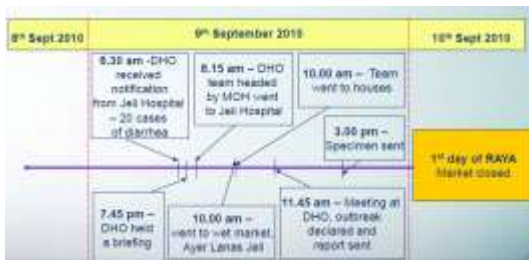 8th Sept 2010
9th September 2010
10th Sept 2010
6.30 am -DHO
received
notification
from Jeli Hospital
– 20 cases
of diarrhea
8.15 am – DHO
team headed
by MOH went
to Jeli Hospital
10.00 am – Team
went to houses
3.00 pm –
Specimen sent
1st day of RAYA
Market closed
7.45 pm –
DHO held
a briefing
10.00 am –
went to wet market,
Ayer Lanas Jeli
11.45 am – Meeting at
DHO, outbreak
declared and
report sent